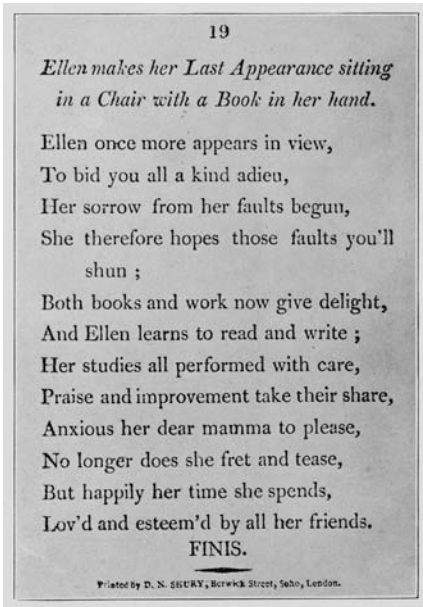 19
Ellen makes her Last Appearance sitting
in a Chair with a Book in her hand.
Ellen once more appears in view,
To bid you all a kind adieu,
Her sorrow from her faults begun,
She therefore hopes those faults you'll
shun ;
Both books and work now give delight,
And Ellen learns to read and write ;
Her studies all performed with care,
Praise and improvement take their share,
Anxious her dear mamma to please,
No longer does she fret and tease,
But happily her time she spends,
Lov'd and esteem'd by all her friends.
FINIS.
Printed by D. N. SHURY, Berwick Street, Soho, London.